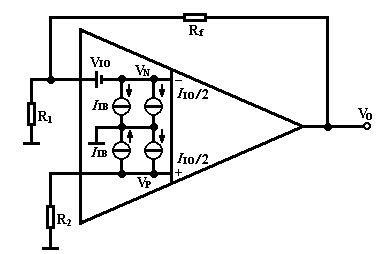 Rf
VIO
VN
−
IIO/2
R1
IIB
VO
IIB
IIO/2
VP
+
R2